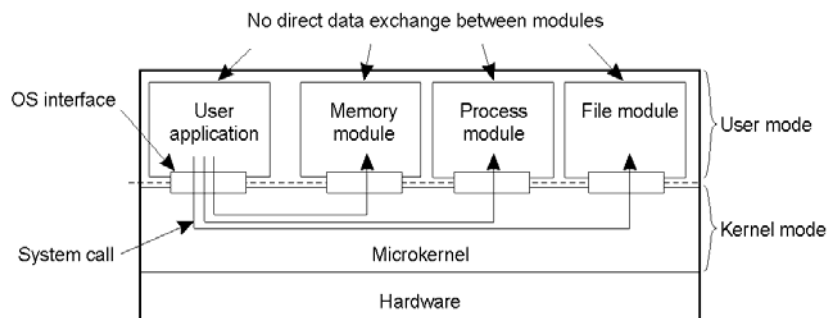 No direct data exchange between modules
OS interface
User
application
Memory
module
Process
module
File module
User mode
System call
Microkernel
Kernel mode
Hardware